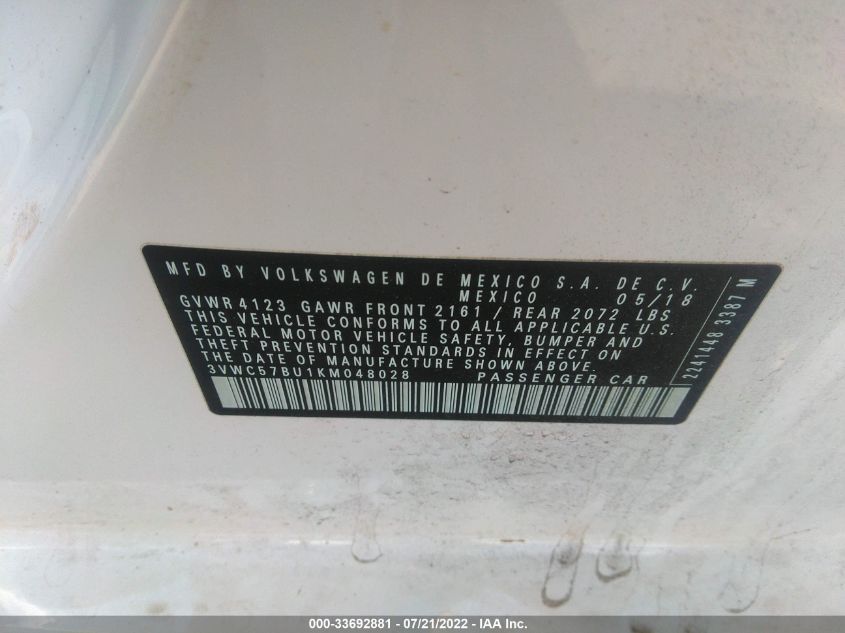 MFD BY VOLKSWAGEN DE MEXICO S.A. DE C.V.
MEXICO 05/18
GVWR 4123 GAWR FRONT 2161 / REAR 2072 LBS
THIS VEHICLE CONFORMS TO ALL APPLICABLE U.S.
FEDERAL MOTOR VEHICLE SAFETY, BUMPER AND
THEFT PREVENTION STANDARDS IN EFFECT ON
THE DATE OF MANUFACTURE SHOWN ABOVE.
3VWC57BU1KM048028 PASSENGER CAR
2241448 3387 M
000-33692881 - 07/21/2022 - IAA Inc.